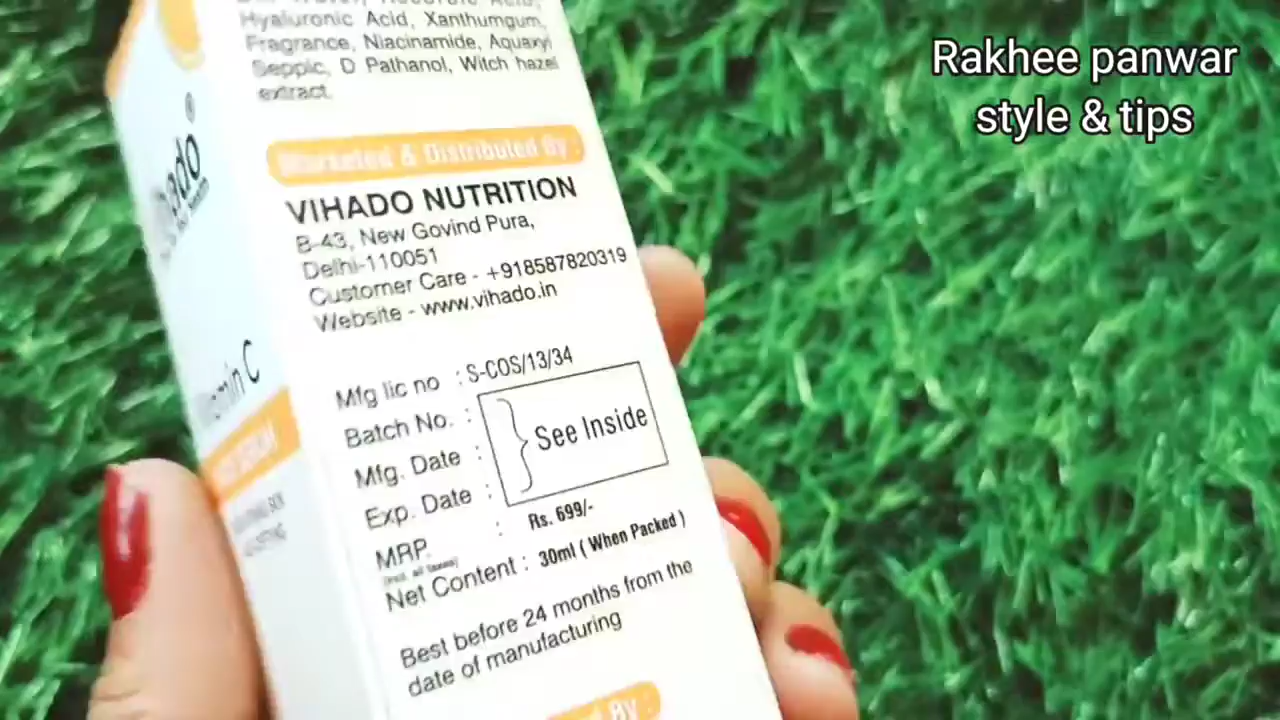 Rakhee panwar
style & tips
Hyaluronic Acid, Xanthumgum,
Fragrance, Niacinamide, Aquaxyl
Seppic, D Pathanol, Witch hazel
extract.
Marketed & Distributed By :
VIHADO NUTRITION
B-43, New Govind Pura,
Delhi-110051
Customer Care - +918587820319
Website - www.vihado.in
Mfg lic no : S-COS/13/34
Batch No. :
Mfg. Date :
Exp. Date :
See Inside
MRP : Rs. 699/-
Net Content : 30ml ( When Packed )
Best before 24 months from the
date of manufacturing
By :
C